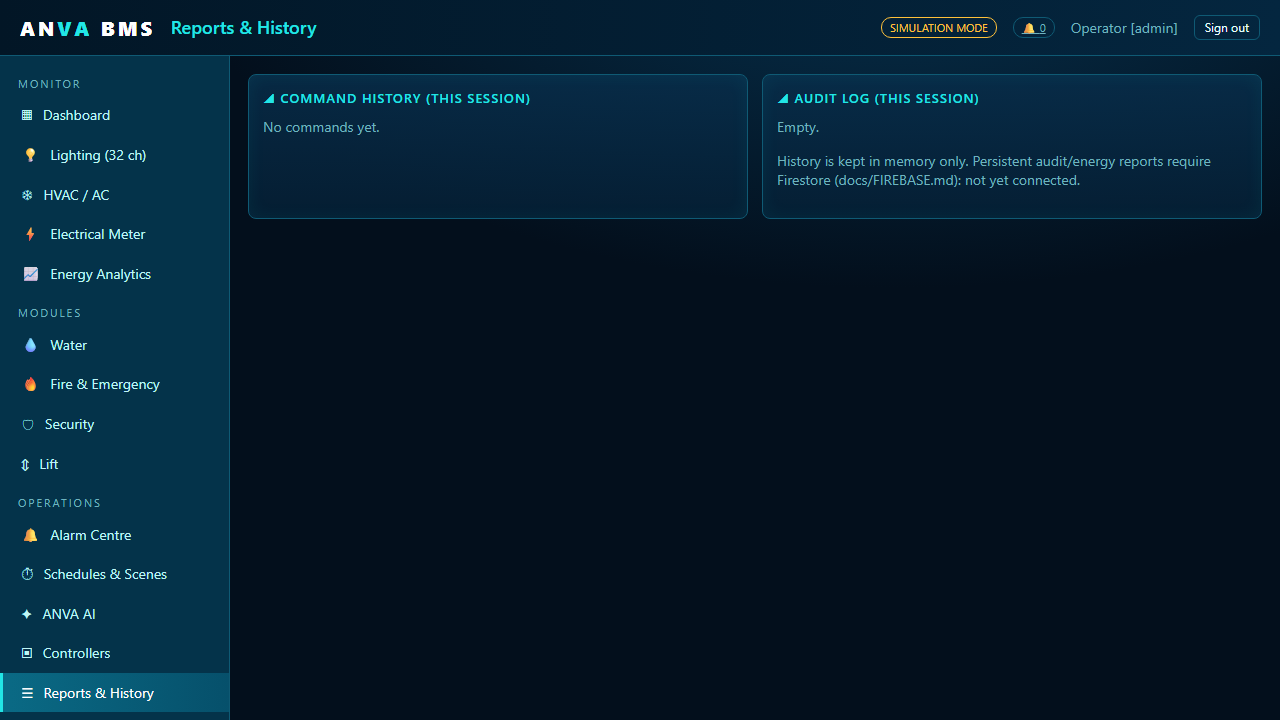 ANVA BMS
Reports & History
SIMULATION MODE
0
Operator [admin]
Sign out
MONITOR
Dashboard
Lighting (32 ch)
HVAC / AC
Electrical Meter
Energy Analytics
MODULES
Water
Fire & Emergency
Security
Lift
OPERATIONS
Alarm Centre
Schedules & Scenes
ANVA AI
Controllers
Reports & History
COMMAND HISTORY (THIS SESSION)
No commands yet.
AUDIT LOG (THIS SESSION)
Empty.
History is kept in memory only. Persistent audit/energy reports require
Firestore (docs/FIREBASE.md): not yet connected.